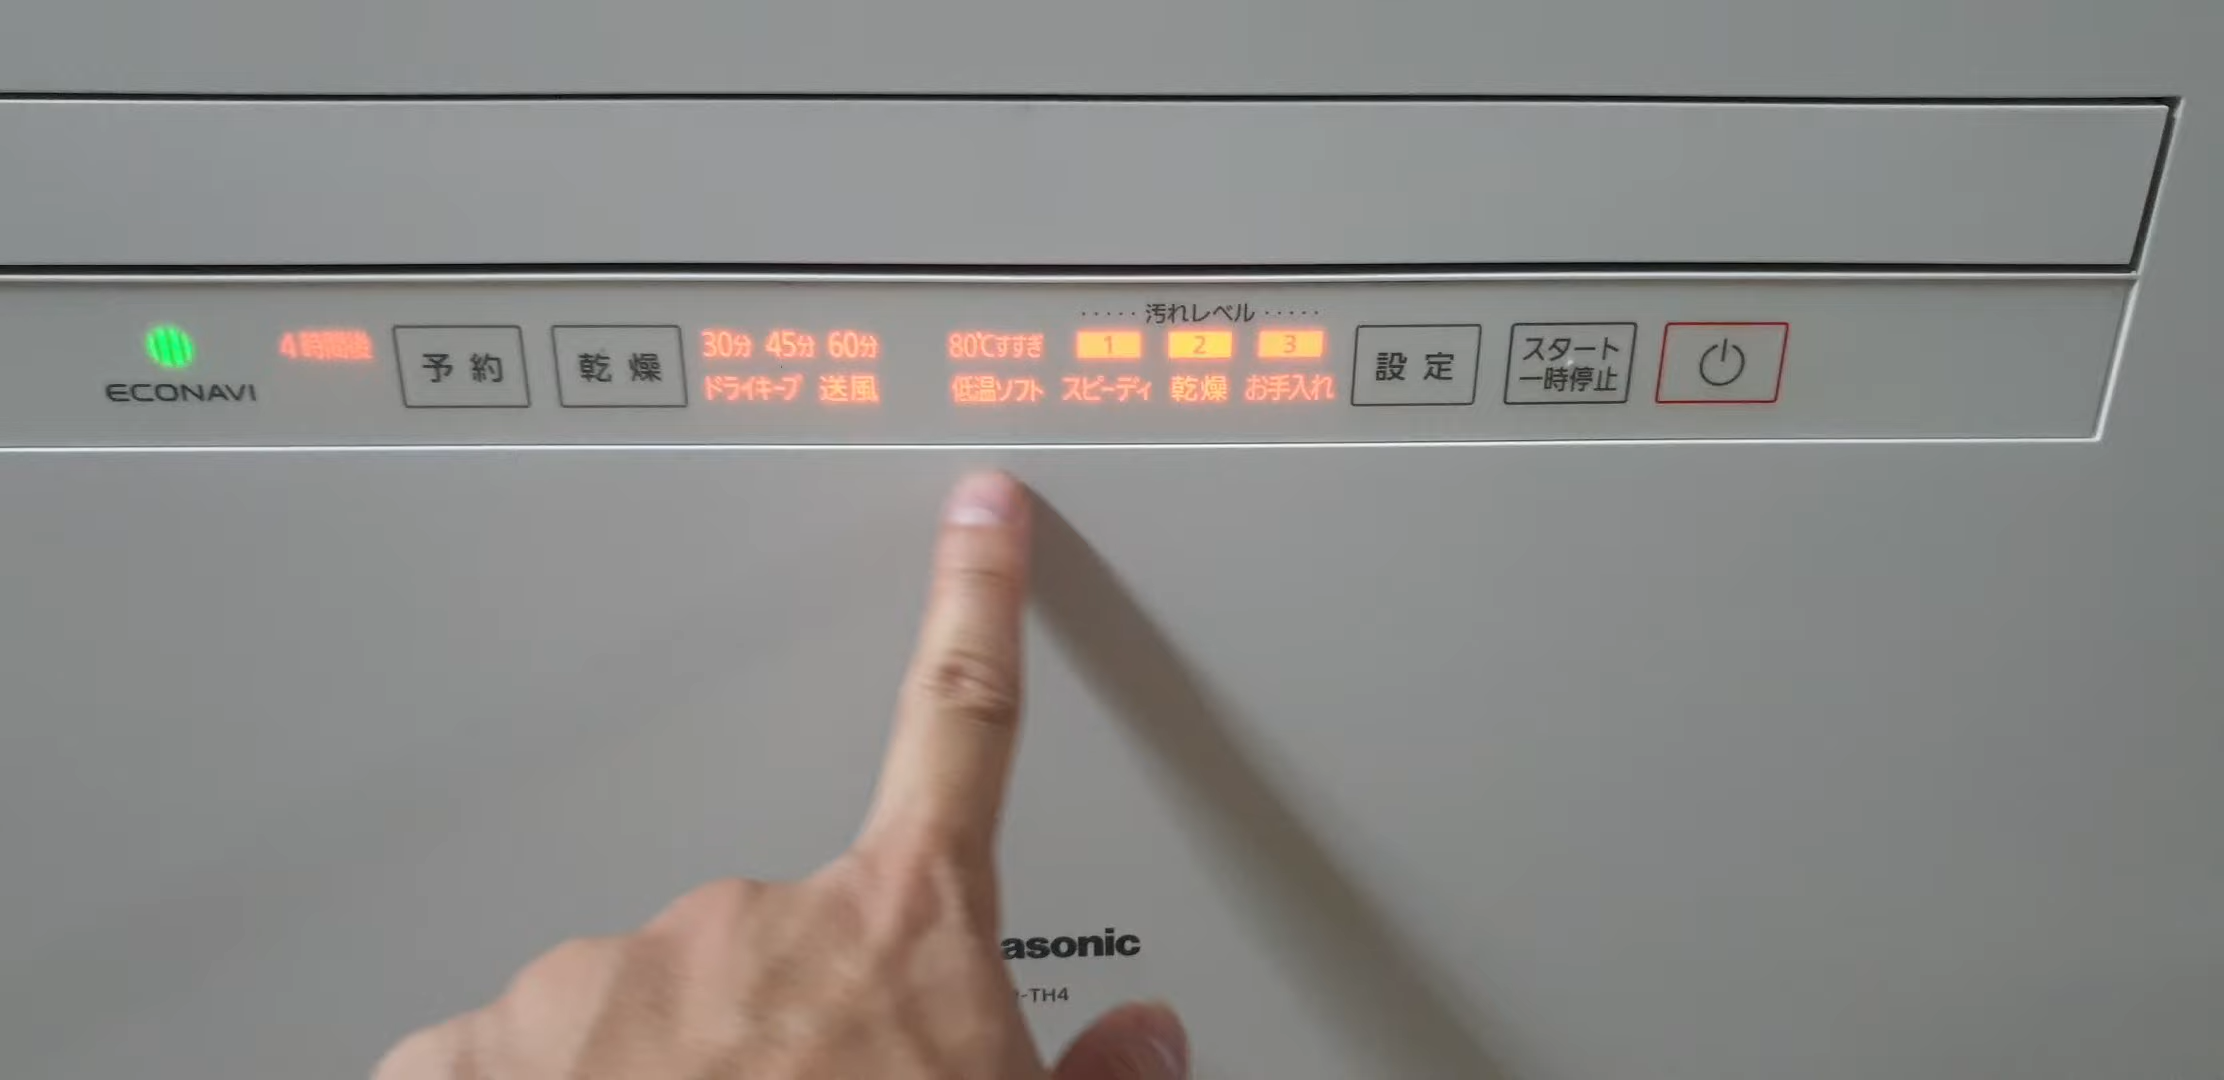 汚れレベル
4時間後 予約 乾燥 30分 45分 60分 80℃すすぎ 1 2 3 設定 スタート
一時停止
ECONAVI ドライキープ 送風 低温ソフト スピーディ 乾燥 お手入れ
asonic
-TH4